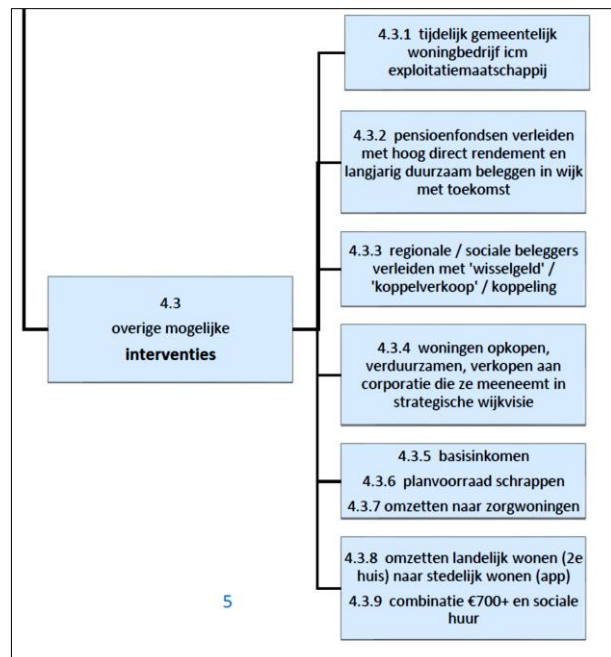 4.3
overige mogelijke
interventies
4.3.1 tijdelijk gemeentelijk
woningbedrijf icm
exploitatiemaatschappij
4.3.2 pensioenfondsen verleiden
met hoog direct rendement en
langjarig duurzaam beleggen in wijk
met toekomst
4.3.3 regionale / sociale beleggers
verleiden met 'wisselgeld' /
'koppelverkoop' / koppeling
4.3.4 woningen opkopen,
verduurzamen, verkopen aan
corporatie die ze meeneemt in
strategische wijkvisie
4.3.5 basisinkomen
4.3.6 planvoorraad schrappen
4.3.7 omzetten naar zorgwoningen
4.3.8 omzetten landelijk wonen (2e
huis) naar stedelijk wonen (app)
4.3.9 combinatie €700+ en sociale
huur
5